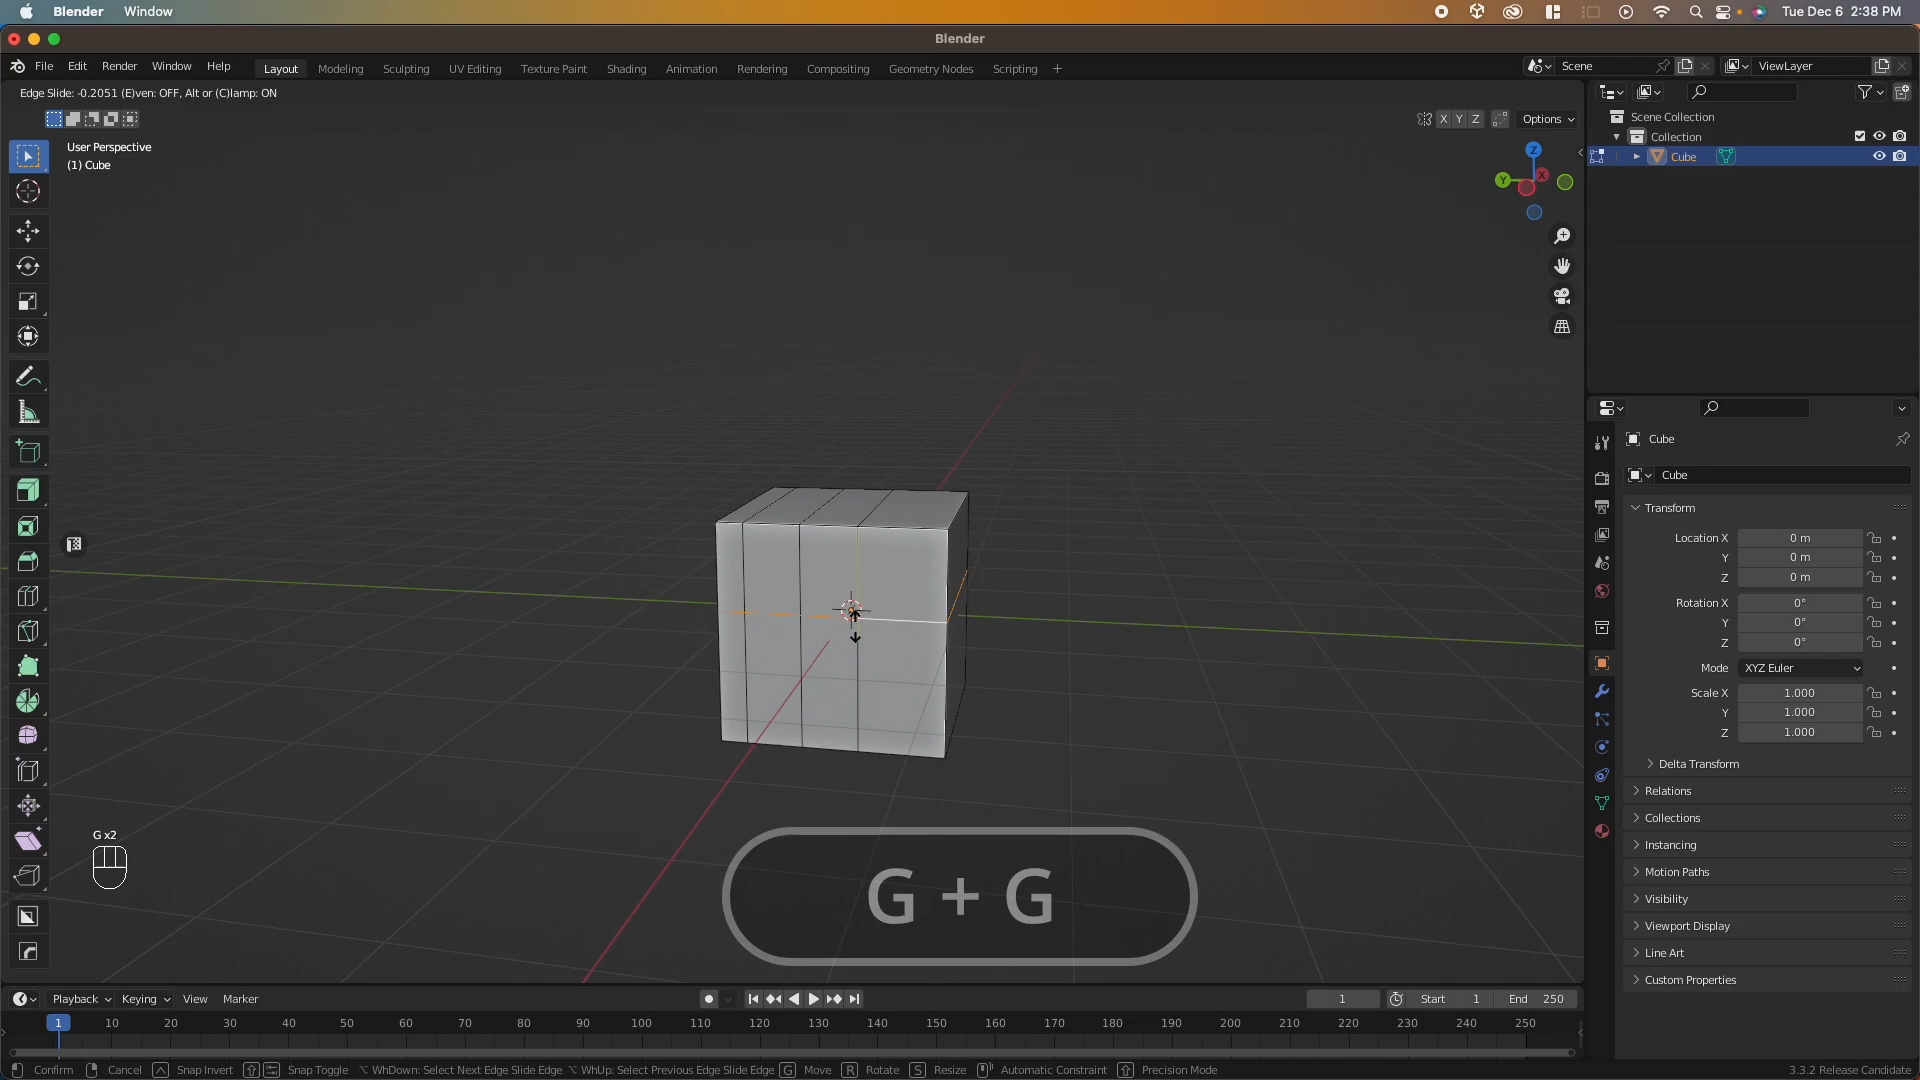 Blender Window Tue Dec 6 2:38 PM
Blender
File Edit Render Window Help Layout Modeling Sculpting UV Editing Texture Paint Shading Animation Rendering Compositing Geometry Nodes Scripting + Scene ViewLayer
Edge Slide: -0.2051 (E)ven: OFF, Alt or (C)lamp: ON
X Y Z Options
Scene Collection
Collection
Cube
User Perspective
(1) Cube
Z
Y X
Cube
Cube
Transform
Location X 0 m
Y 0 m
Z 0 m
Rotation X 0°
Y 0°
Z 0°
Mode XYZ Euler
Scale X 1.000
Y 1.000
Z 1.000
Delta Transform
Relations
Collections
Instancing
Motion Paths
Visibility
Viewport Display
Line Art
Custom Properties
G x2
G + G
Playback Keying View Marker 1 Start 1 End 250
1 10 20 30 40 50 60 70 80 90 100 110 120 130 140 150 160 170 180 190 200 210 220 230 240 250
Confirm Cancel Snap Invert Snap Toggle ⌥ WhDown: Select Next Edge Slide Edge ⌥ WhUp: Select Previous Edge Slide Edge G Move R Rotate S Resize Automatic Constraint Precision Mode 3.3.2 Release Candidate